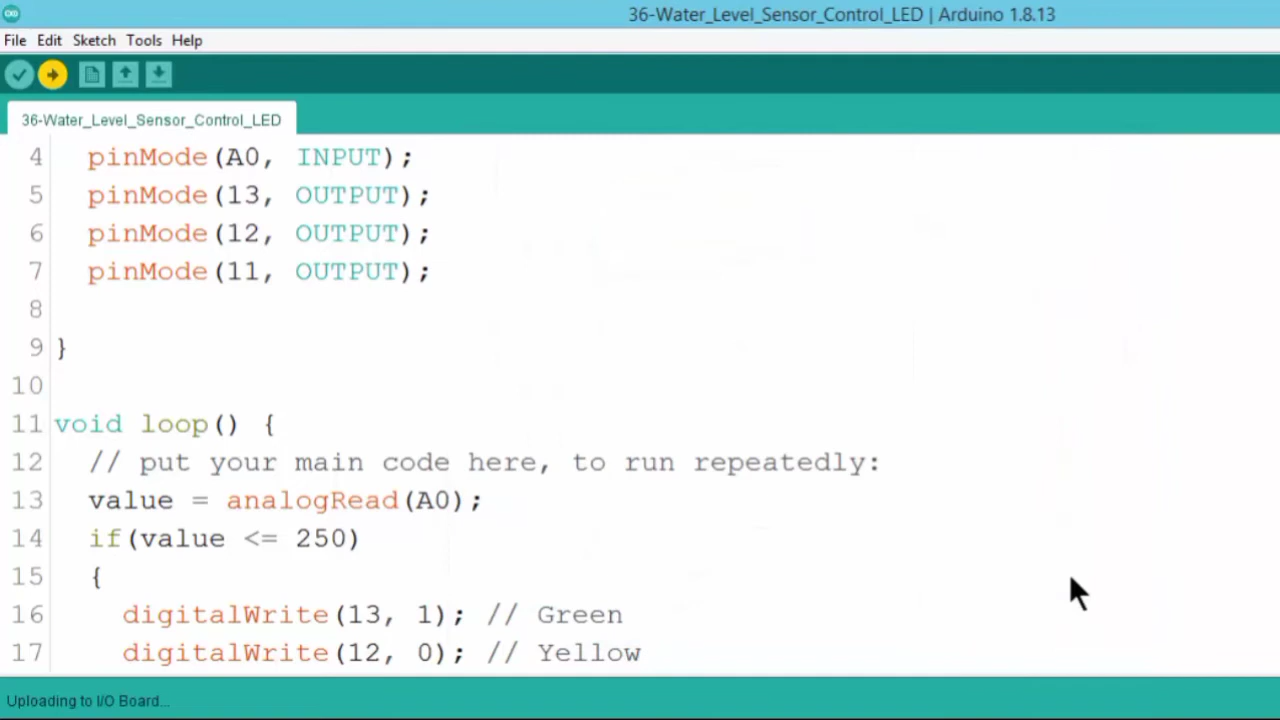 36-Water_Level_Sensor_Control_LED | Arduino 1.8.13
File Edit Sketch Tools Help
36-Water_Level_Sensor_Control_LED
4 pinMode(A0, INPUT);
5 pinMode(13, OUTPUT);
6 pinMode(12, OUTPUT);
7 pinMode(11, OUTPUT);
8
9 }
10
11 void loop() {
12 // put your main code here, to run repeatedly:
13 value = analogRead(A0);
14 if(value <= 250)
15 {
16 digitalWrite(13, 1); // Green
17 digitalWrite(12, 0); // Yellow
Uploading to I/O Board...